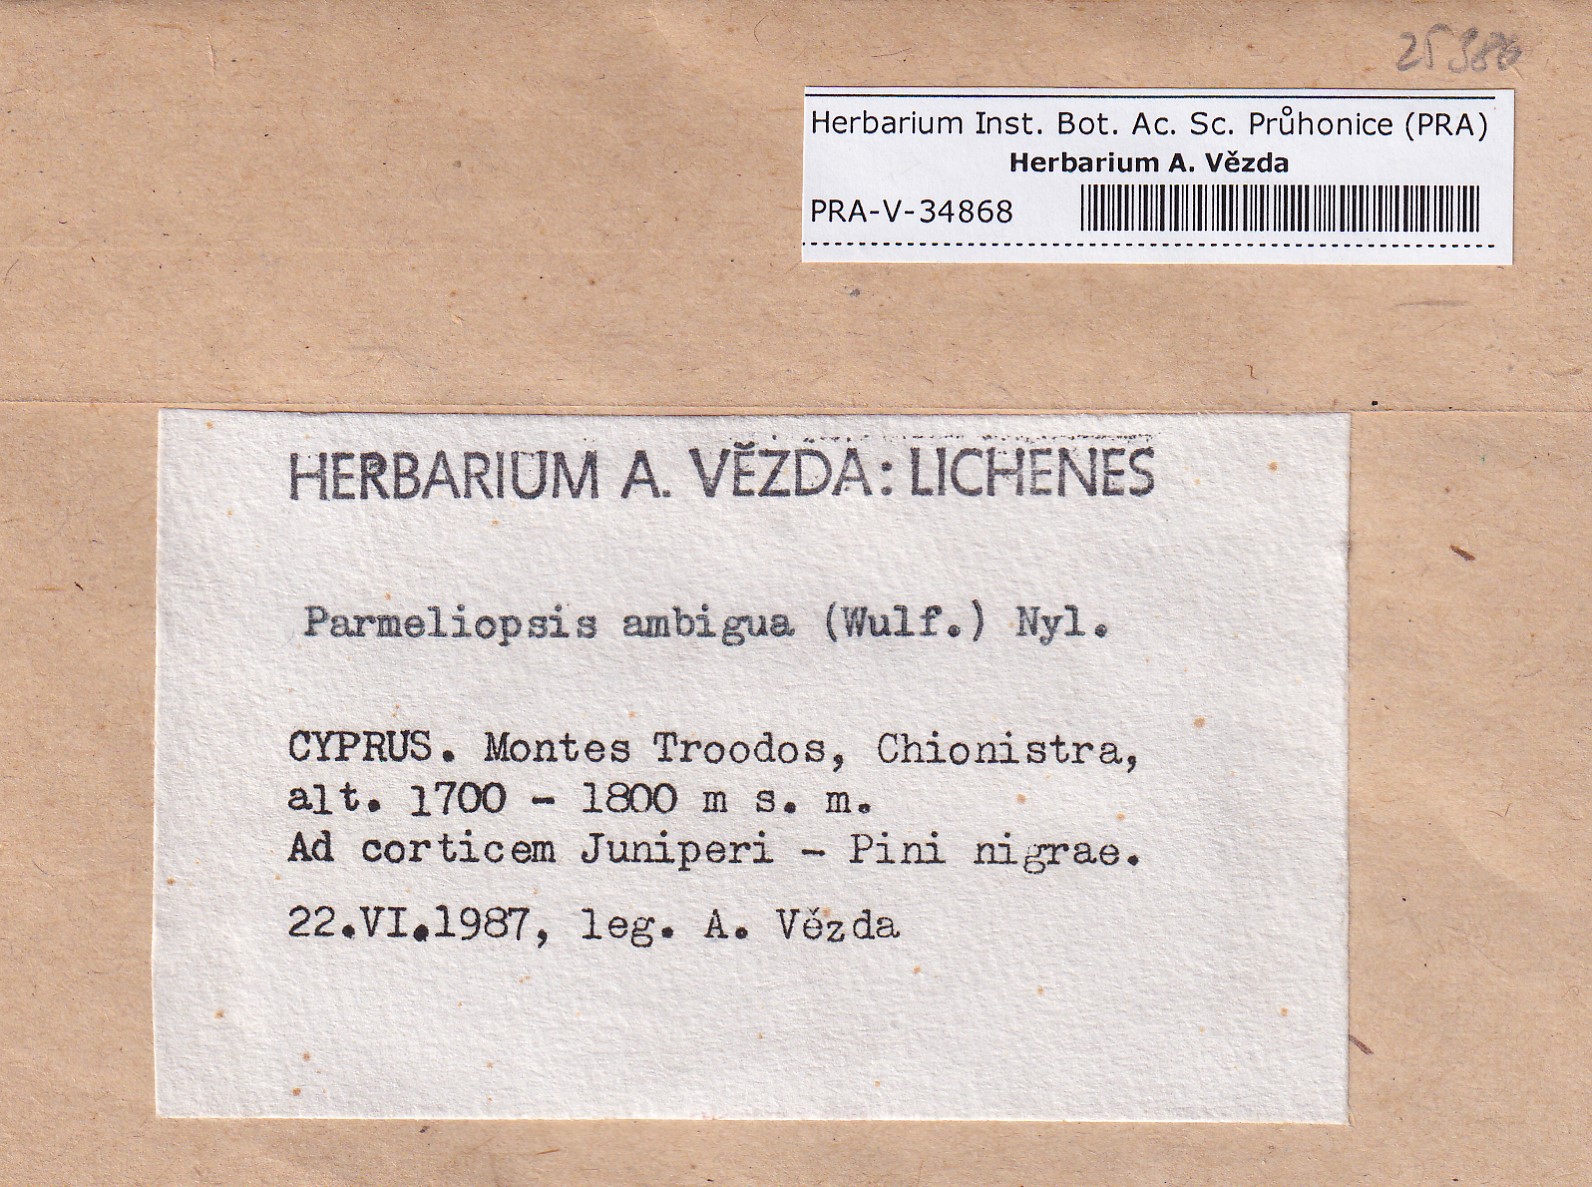 Herbarium Inst. Bot. Ac. Sc. Průhonice (PRA)
Herbarium A. Vězda
PRA-V-34868
HERBARIUM A. VĚZDA: LICHENES
Parmeliopsis ambigua (Wulf.) Nyl.
CYPRUS. Montes Troodos, Chionistra,
alt. 1700 - 1800 m s. m.
Ad corticem Juniperi - Pini nigrae.
22.VI.1987, leg. A. Vězda